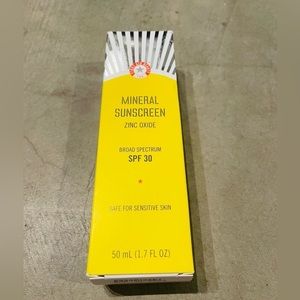 MINERAL
SUNSCREEN
ZINC OXIDE
BROAD SPECTRUM
SPF 30
SAFE FOR SENSITIVE SKIN
50 mL (1.7 FL OZ)